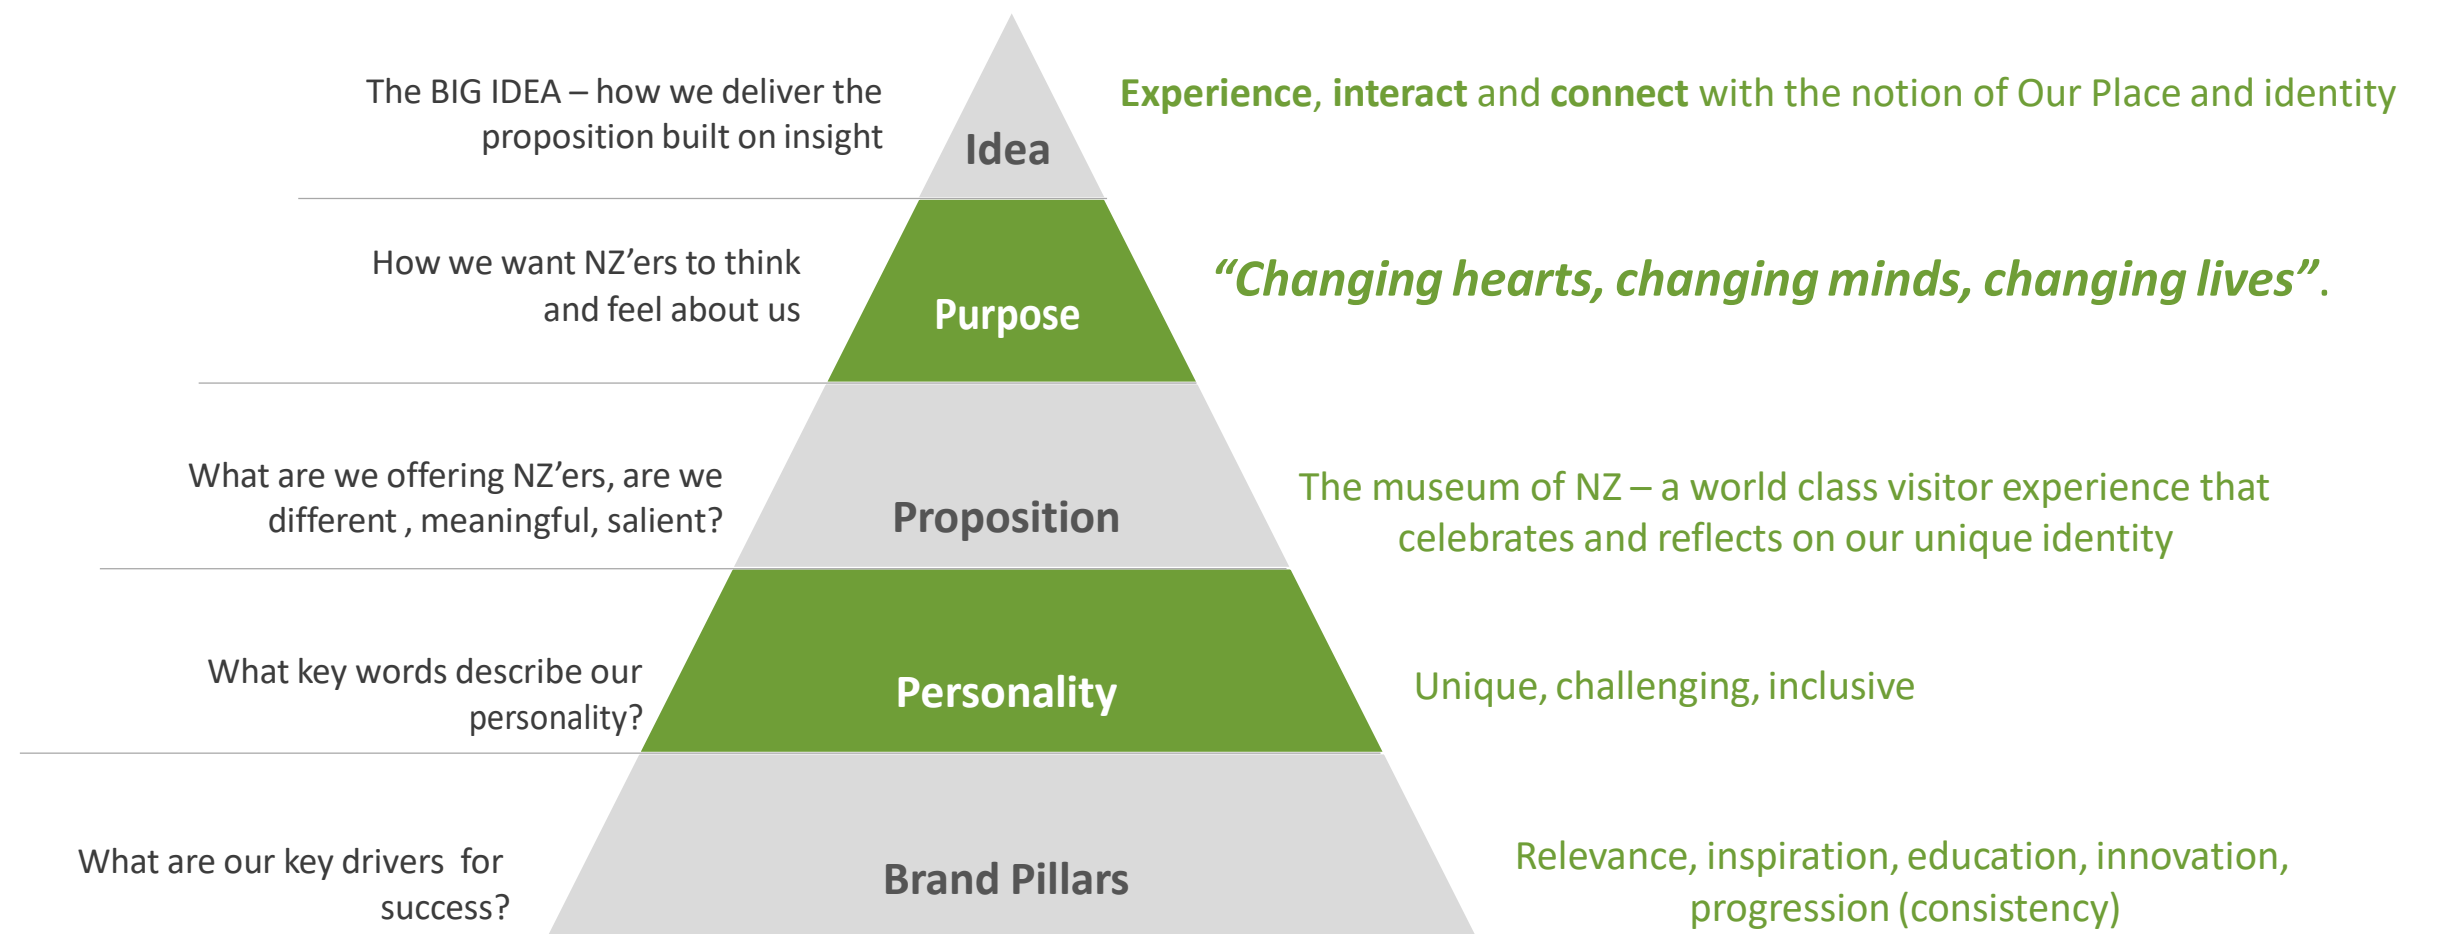 The BIG IDEA – how we deliver the
proposition built on insight
Idea
Experience, interact and connect with the notion of Our Place and identity
How we want NZ’ers to think
and feel about us
Purpose
“Changing hearts, changing minds, changing lives”.
What are we offering NZ’ers, are we
different , meaningful, salient?
Proposition
The museum of NZ – a world class visitor experience that
celebrates and reflects on our unique identity
What key words describe our
personality?
Personality
Unique, challenging, inclusive
What are our key drivers  for
success?
Brand Pillars
Relevance, inspiration, education, innovation,
progression (consistency)